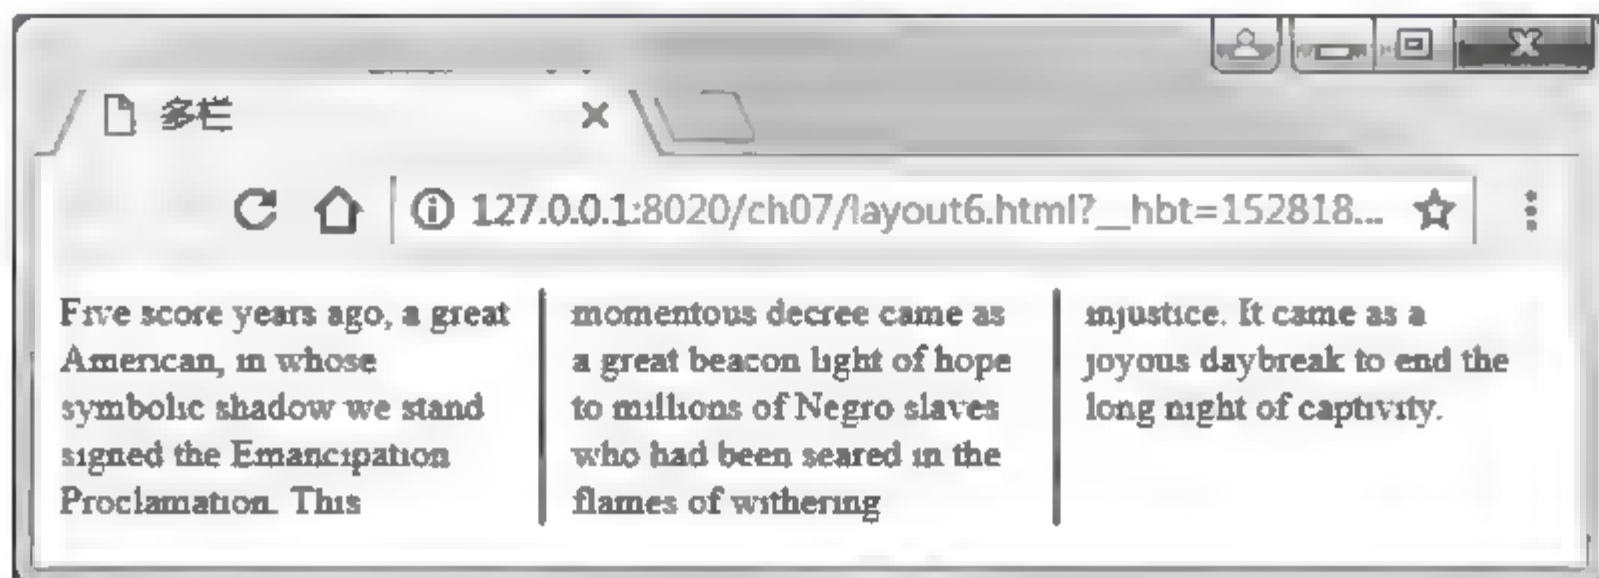 多栏
127.0.0.1:8020/ch07/layout6.html?__hbt=152818...
Five score years ago, a great
American, in whose
symbolic shadow we stand
signed the Emancipation
Proclamation. This
momentous decree came as
a great beacon light of hope
to millions of Negro slaves
who had been seared in the
flames of withering
injustice. It came as a
joyous daybreak to end the
long night of captivity.